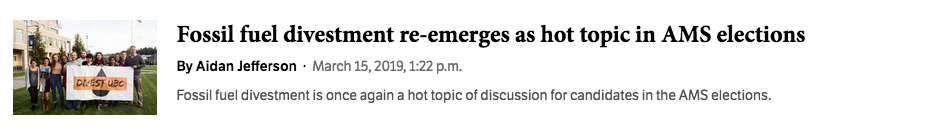 Fossil fuel divestment re-emerges as hot topic in AMS elections
By Aidan Jefferson · March 15, 2019, 1:22 p.m.
Fossil fuel divestment is once again a hot topic of discussion for candidates in the AMS elections.
DIVEST UBC